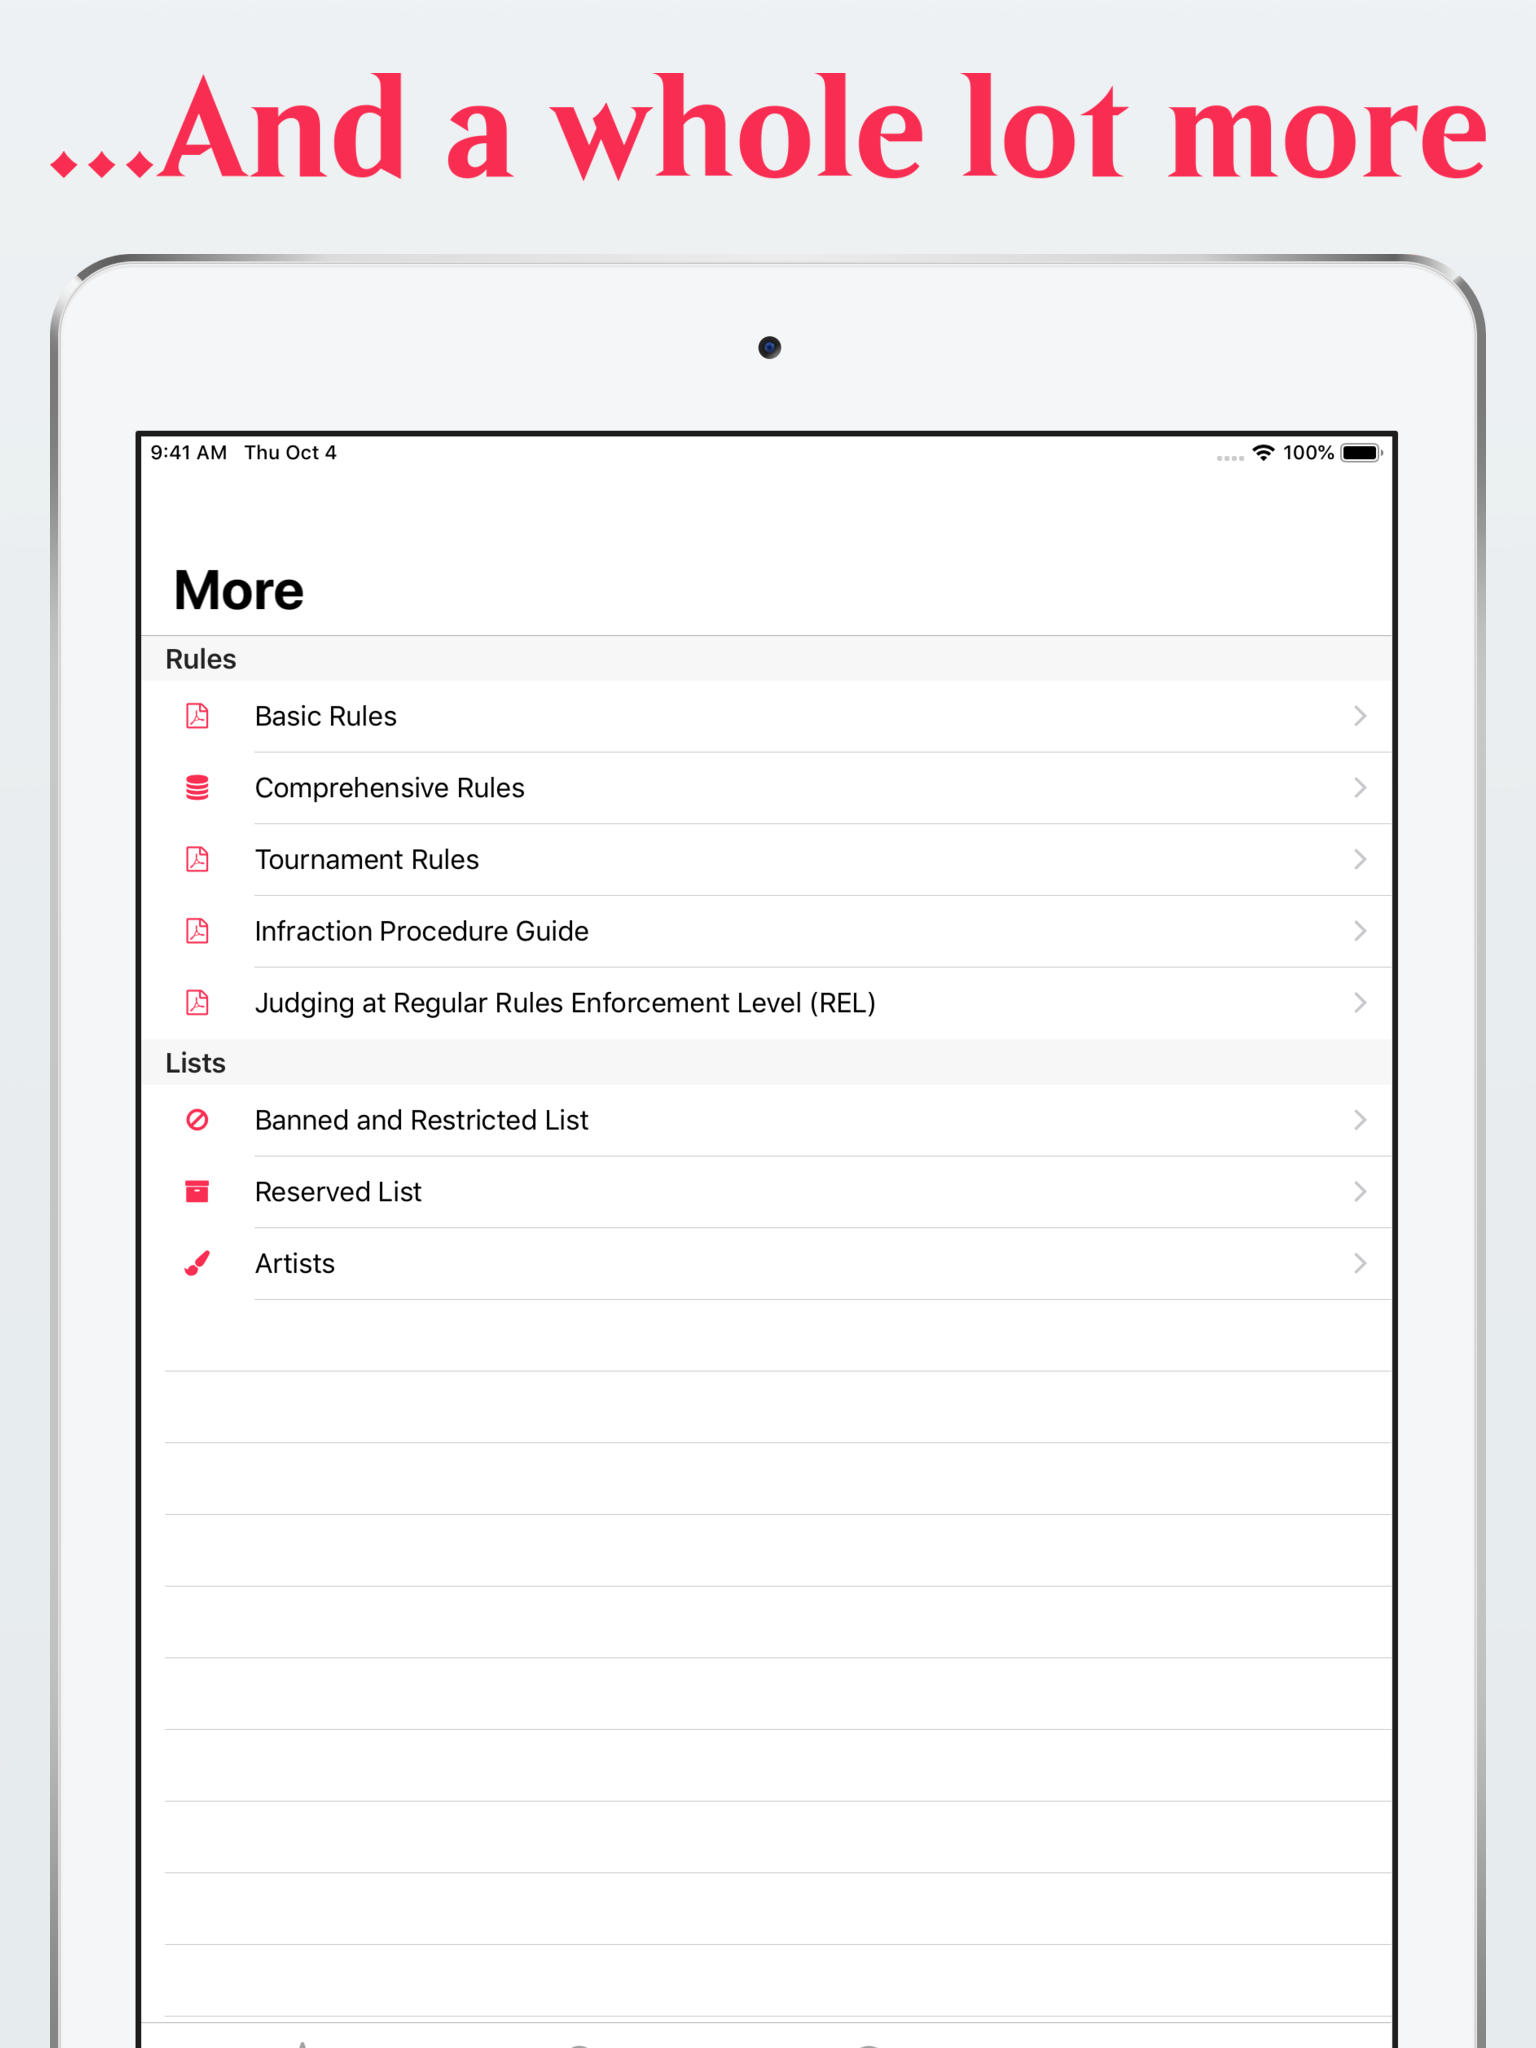 ...And a whole lot more
9:41 AM Thu Oct 4
100%
More
Rules
Basic Rules
Comprehensive Rules
Tournament Rules
Infraction Procedure Guide
Judging at Regular Rules Enforcement Level (REL)
Lists
Banned and Restricted List
Reserved List
Artists